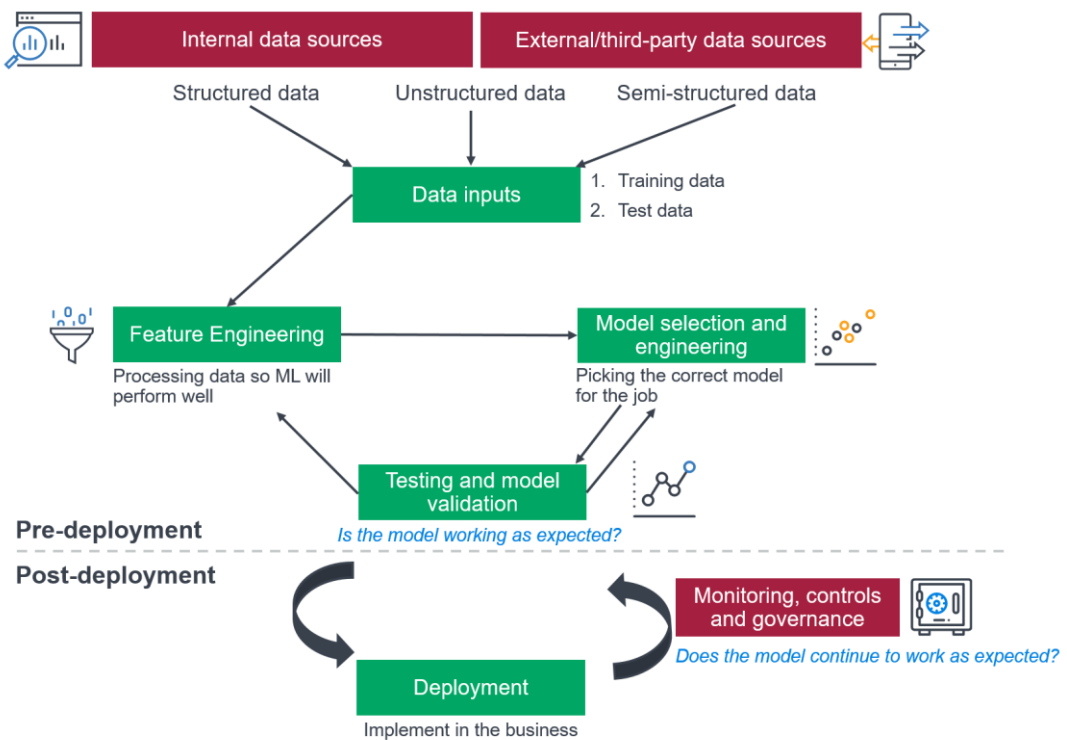 Internal data sources
External/third-party data sources
Structured data
Unstructured data
Semi-structured data
Data inputs
1. Training data
2. Test data
Feature Engineering
Processing data so ML will
perform well
Model selection and
engineering
Picking the correct model
for the job
Testing and model
validation
Is the model working as expected?
Pre-deployment
Post-deployment
Monitoring, controls
and governance
Does the model continue to work as expected?
Deployment
Implement in the business